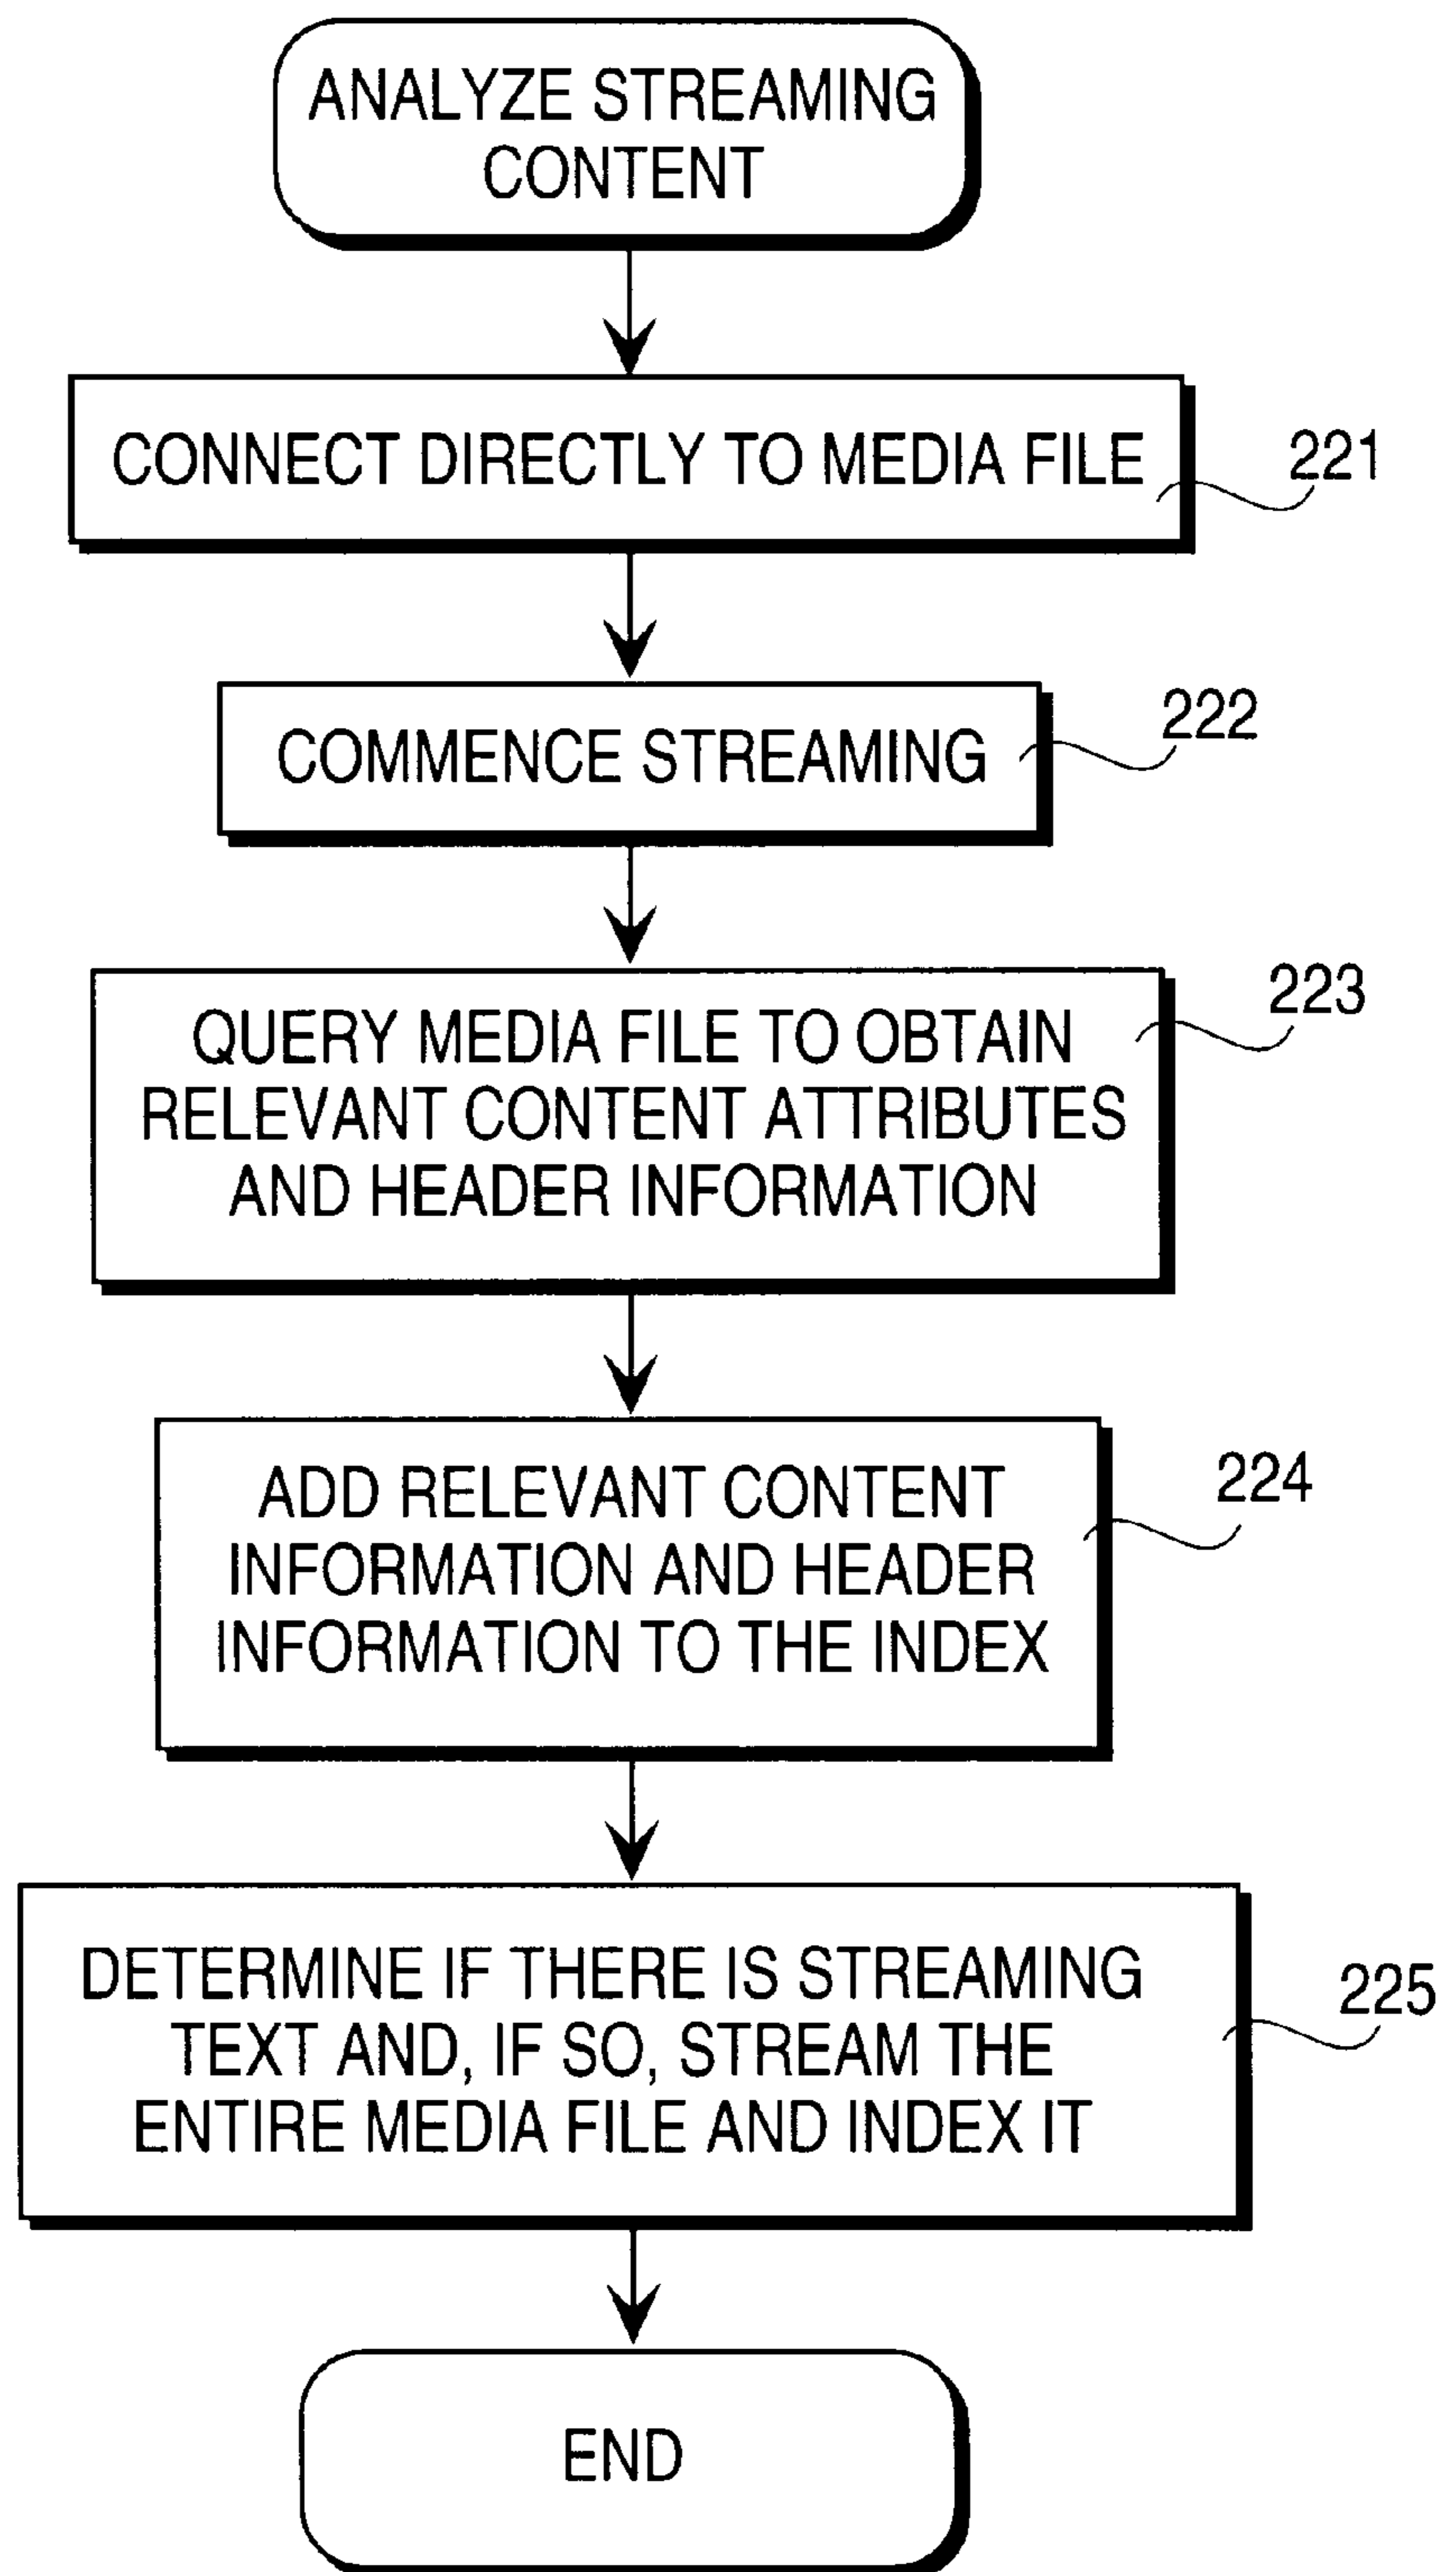 ANALYZE STREAMING
CONTENT
CONNECT DIRECTLY TO MEDIA FILE
221
COMMENCE STREAMING
222
QUERY MEDIA FILE TO OBTAIN
RELEVANT CONTENT ATTRIBUTES
AND HEADER INFORMATION
223
ADD RELEVANT CONTENT
INFORMATION AND HEADER
INFORMATION TO THE INDEX
224
DETERMINE IF THERE IS STREAMING
TEXT AND, IF SO, STREAM THE
ENTIRE MEDIA FILE AND INDEX IT
225
END